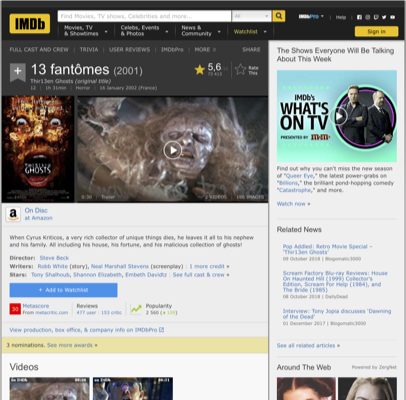 IMDb
Find Movies, TV shows, Celebrities and more...
All
Movies, TV & Showtimes
Celebs, Events & Photos
News & Community
Watchlist
IMDbPro
Help
Sign in
FULL CAST AND CREW | TRIVIA | USER REVIEWS | IMDbPro | MORE
SHARE
+ 13 fantômes (2001)
Thir13en Ghosts (original title)
12 | 1h 31min | Horror | 16 January 2002 (France)
5,6
Rate This
THIR13EN GHOSTS
0:36 Trailer
On Disc
at Amazon
When Cyrus Kriticos, a very rich collector of unique things dies, he leaves it all to his nephew
and his family. All including his house, his fortune, and his malicious collection of ghosts!
Director: Steve Beck
Writers: Robb White (story), Neal Marshall Stevens (screenplay) | 1 more credit »
Stars: Tony Shalhoub, Shannon Elizabeth, Embeth Davidtz | See full cast & crew »
+ Add to Watchlist
30 Metascore
From metacritic.com
Reviews
477 user | 153 critic
Popularity
View production, box office, & company info on IMDbPro
3 nominations. See more awards »
Videos
The Shows Everyone Will Be Talking
About This Week
IMDb's
WHAT'S
ON TV
PRESENTED BY m&m's
Find out why you can't miss the new season
of "Queer Eye," the latest power-grabs on
"Billions," the brilliant pond-hopping comedy
"Catastrophe," and more.
Watch now »
Related News
Pop Addled: Retro Movie Special –
'Thir13en Ghosts'
09 October 2018 | Blogomatic3000
Scream Factory Blu-ray Reviews: House
On Haunted Hill (1999) Collector's
Edition, Scream For Help (1984), and
The Bride (1985)
08 October 2018 | DailyDead
Interview: Tony Jopia discusses 'Dawning
of the Dead'
01 December 2017 | Blogomatic3000
See all related articles »
Around The Web
Powered by ZergNet